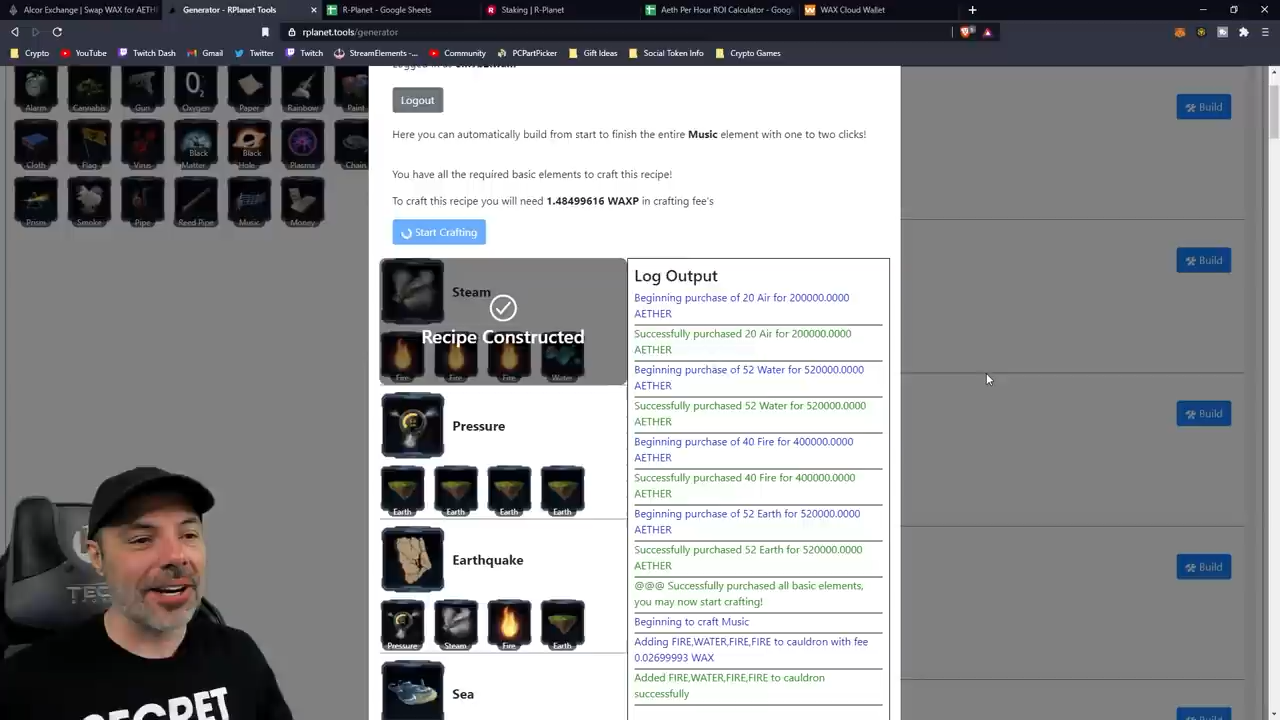 Alcor Exchange | Swap WAX for AETH
Generator - RPlanet Tools
R-Planet - Google Sheets
Staking | R-Planet
Aeth Per Hour ROI Calculator - Goog
WAX Cloud Wallet
rplanet.tools/generator
Crypto
YouTube
Twitch Dash
Gmail
Twitter
Twitch
StreamElements -...
Community
PCPartPicker
Gift Ideas
Social Token Info
Crypto Games
Alarm
Cannabis
Gun
Oxygen
Paper
Rainbow
Paint
Cloth
Flag
Virus
Black
Matter
Black
Hole
Plasma
Chain
Prism
Smoke
Pipe
Reed Pipe
Music
Money
Logout
Here you can automatically build from start to finish the entire Music element with one to two clicks!
You have all the required basic elements to craft this recipe!
To craft this recipe you will need 1.48499616 WAXP in crafting fee's
Start Crafting
Steam
Recipe Constructed
Fire
Fire
Fire
Water
Pressure
Earth
Earth
Earth
Earth
Earthquake
Pressure
Steam
Fire
Earth
Sea
Log Output
Beginning purchase of 20 Air for 200000.0000
AETHER
Successfully purchased 20 Air for 200000.0000
AETHER
Beginning purchase of 52 Water for 520000.0000
AETHER
Successfully purchased 52 Water for 520000.0000
AETHER
Beginning purchase of 40 Fire for 400000.0000
AETHER
Successfully purchased 40 Fire for 400000.0000
AETHER
Beginning purchase of 52 Earth for 520000.0000
AETHER
Successfully purchased 52 Earth for 520000.0000
AETHER
@@@ Successfully purchased all basic elements,
you may now start crafting!
Beginning to craft Music
Adding FIRE,WATER,FIRE,FIRE to cauldron with fee
0.02699993 WAX
Added FIRE,WATER,FIRE,FIRE to cauldron
successfully
Build
Build
Build
Build
SECRET